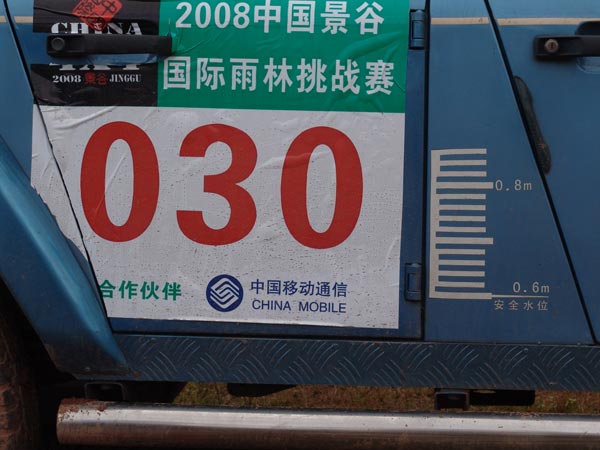 CHINA
2008 景谷 JINGGU
2008中国景谷
国际雨林挑战赛
030
合作伙伴
中国移动通信
CHINA MOBILE
0.8m
0.6m
安全水位